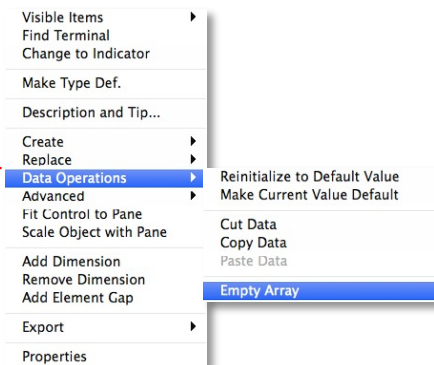 Visible Items
Find Terminal
Change to Indicator
Make Type Def.
Description and Tip...
Create
Replace
Data Operations
Advanced
Fit Control to Pane
Scale Object with Pane
Add Dimension
Remove Dimension
Add Element Gap
Export
Properties
Reinitialize to Default Value
Make Current Value Default
Cut Data
Copy Data
Paste Data
Empty Array